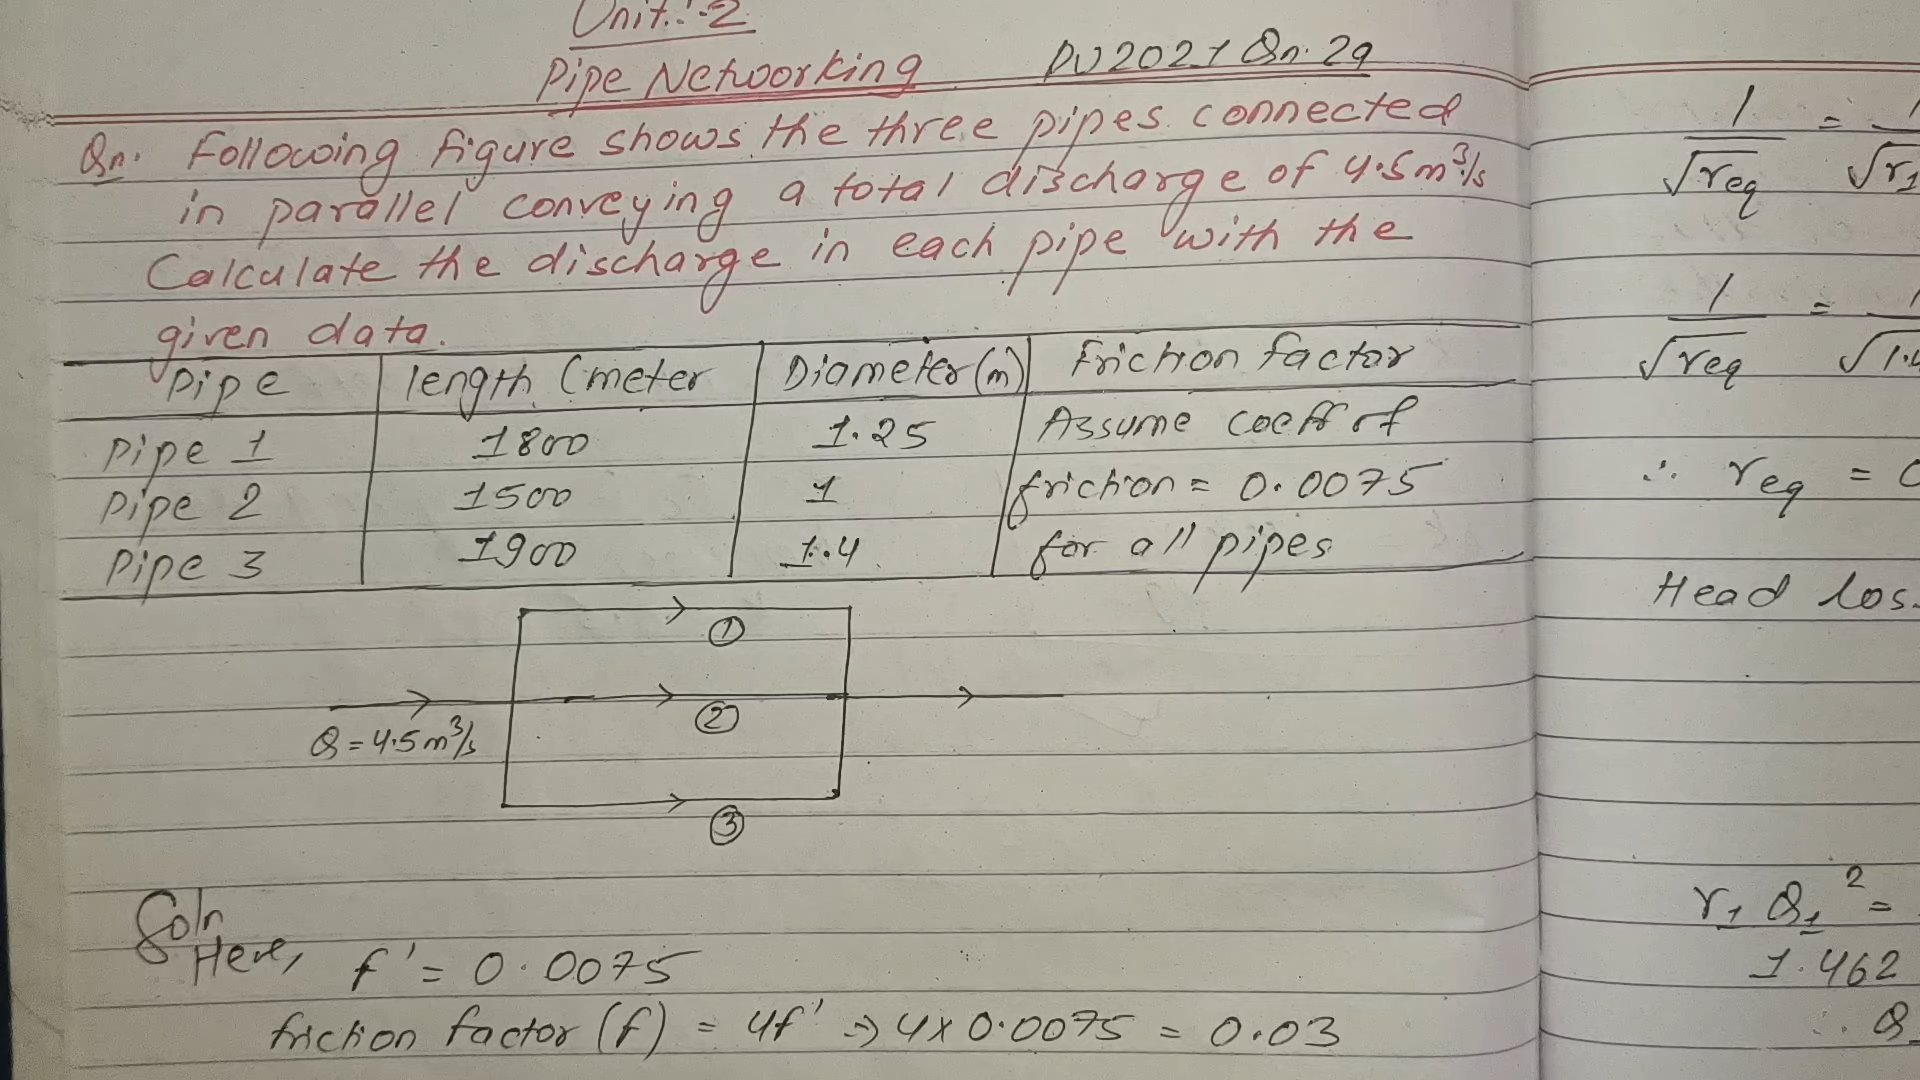 Unit:-2
Pipe Networking PU 2021 Qn. 2a
Qn. Following figure shows the three pipes connected
in parallel conveying a total discharge of 4.5 m³/s
Calculate the discharge in each pipe with the
given data.
Pipe length (meter Diameter (m) Friction factor
Pipe 1 1800 1.25 Assume coeff of
Pipe 2 1500 1 friction = 0.0075
Pipe 3 1900 1.4 for all pipes
①
②
Q = 4.5 m³/s
③
Soln
Here, f' = 0.0075
friction factor (f) = 4f' ⇒ 4 x 0.0075 = 0.03
1/√req = 1/√r1
1/√req =
∴ req =
Head
r1 Q1² =
1.462
∴ Q